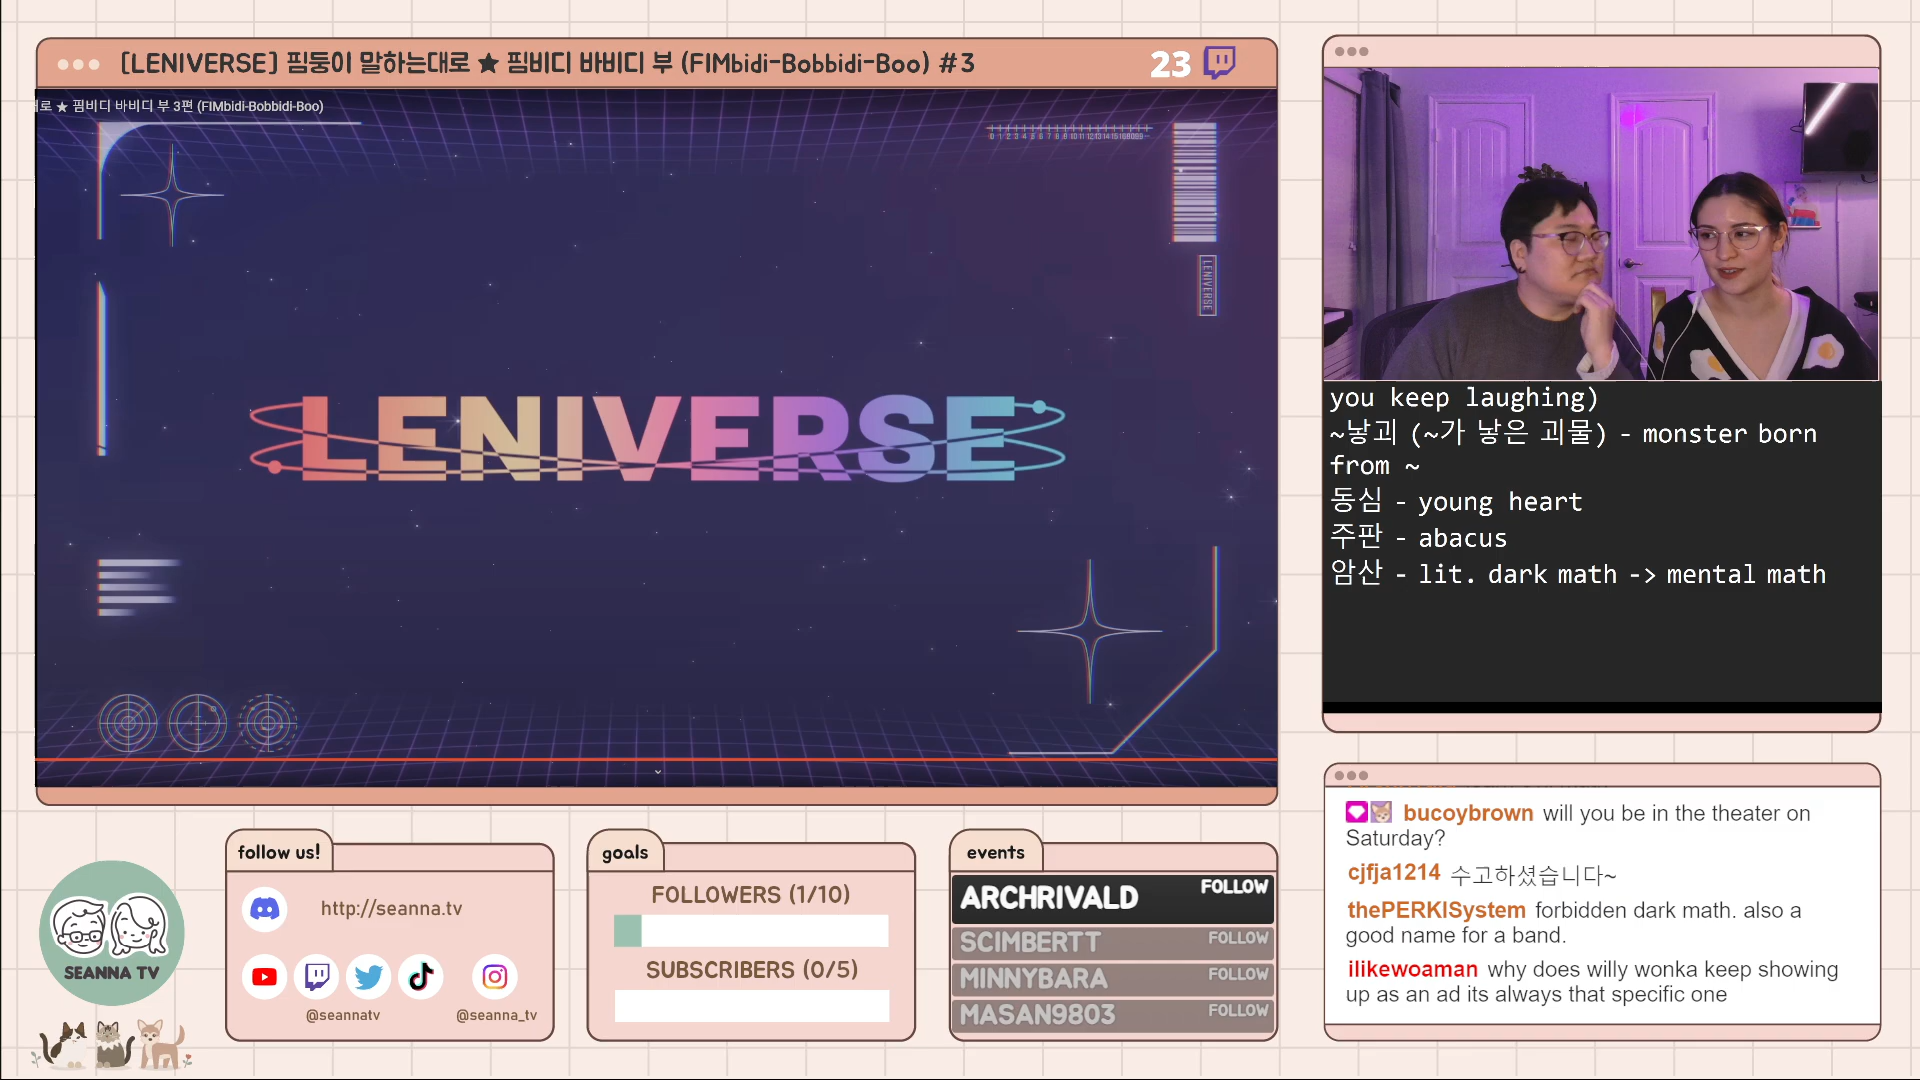 [LENIVERSE] 핌둥이 말하는대로 ★ 핌비디 바비디 부 (FIMbidi-Bobbidi-Boo) #3
23
로 ★ 핌비디 바비디 부 3편 (FIMbidi-Bobbidi-Boo)
LENIVERSE
LENIVERSE
you keep laughing)
~낳괴 (~가 낳은 괴물) - monster born
from ~
동심 - young heart
주판 - abacus
암산 - lit. dark math -> mental math
bucoybrown will you be in the theater on
Saturday?
cjfja1214 수고하셨습니다~
thePERKISystem forbidden dark math. also a
good name for a band.
ilikewoaman why does willy wonka keep showing
up as an ad its always that specific one
SEANNA TV
follow us!
http://seanna.tv
@seannatv
@seanna_tv
goals
FOLLOWERS (1/10)
SUBSCRIBERS (0/5)
events
ARCHRIVALD FOLLOW
SCIMBERTT FOLLOW
MINNYBARA FOLLOW
MASAN9803 FOLLOW